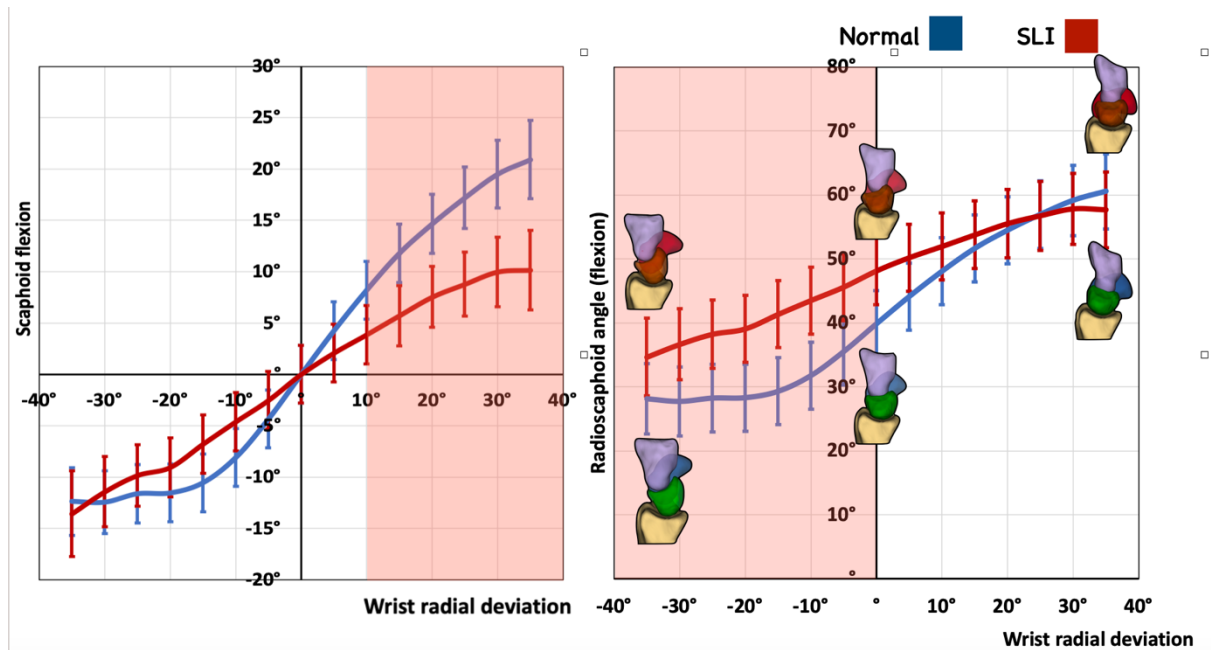 Normal SLI
Scaphoid flexion
30°
25°
20°
15°
10°
5°
°
-5°
-10°
-15°
-20°
-40° -30° -20° -10° 0° 10° 20° 30° 40°
Wrist radial deviation
Radioscaphoid angle (flexion)
80°
70°
60°
50°
40°
30°
20°
10°
°
-40° -30° -20° -10° ° 10° 20° 30° 40°
Wrist radial deviation